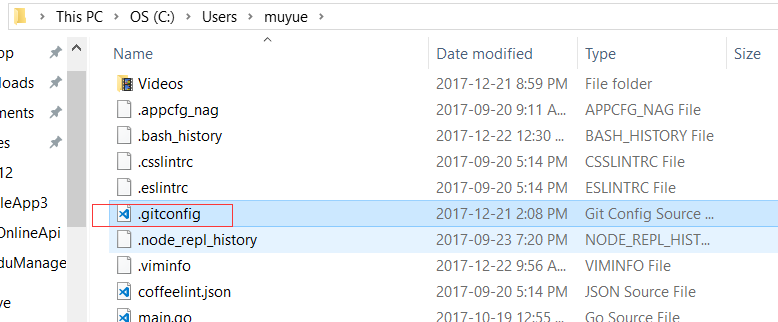 This PC > OS (C:) > Users > muyue >
Name Date modified Type Size
Videos 2017-12-21 8:59 PM File folder
.appcfg_nag 2017-09-20 9:11 A... APPCFG_NAG File
.bash_history 2017-12-22 12:30 ... BASH_HISTORY File
.csslintrc 2017-09-20 5:14 PM CSSLINTRC File
.eslintrc 2017-09-20 5:14 PM ESLINTRC File
.gitconfig 2017-12-21 2:08 PM Git Config Source ...
.node_repl_history 2017-09-23 7:20 PM NODE_REPL_HIST...
.viminfo 2017-12-22 9:56 A... VIMINFO File
coffeelint.json 2017-09-20 5:14 PM JSON Source File
main.go 2017-10-19 12:55 ... Go Source File
op
loads
ments
es
12
leApp3
OnlineApi
duManage
ve